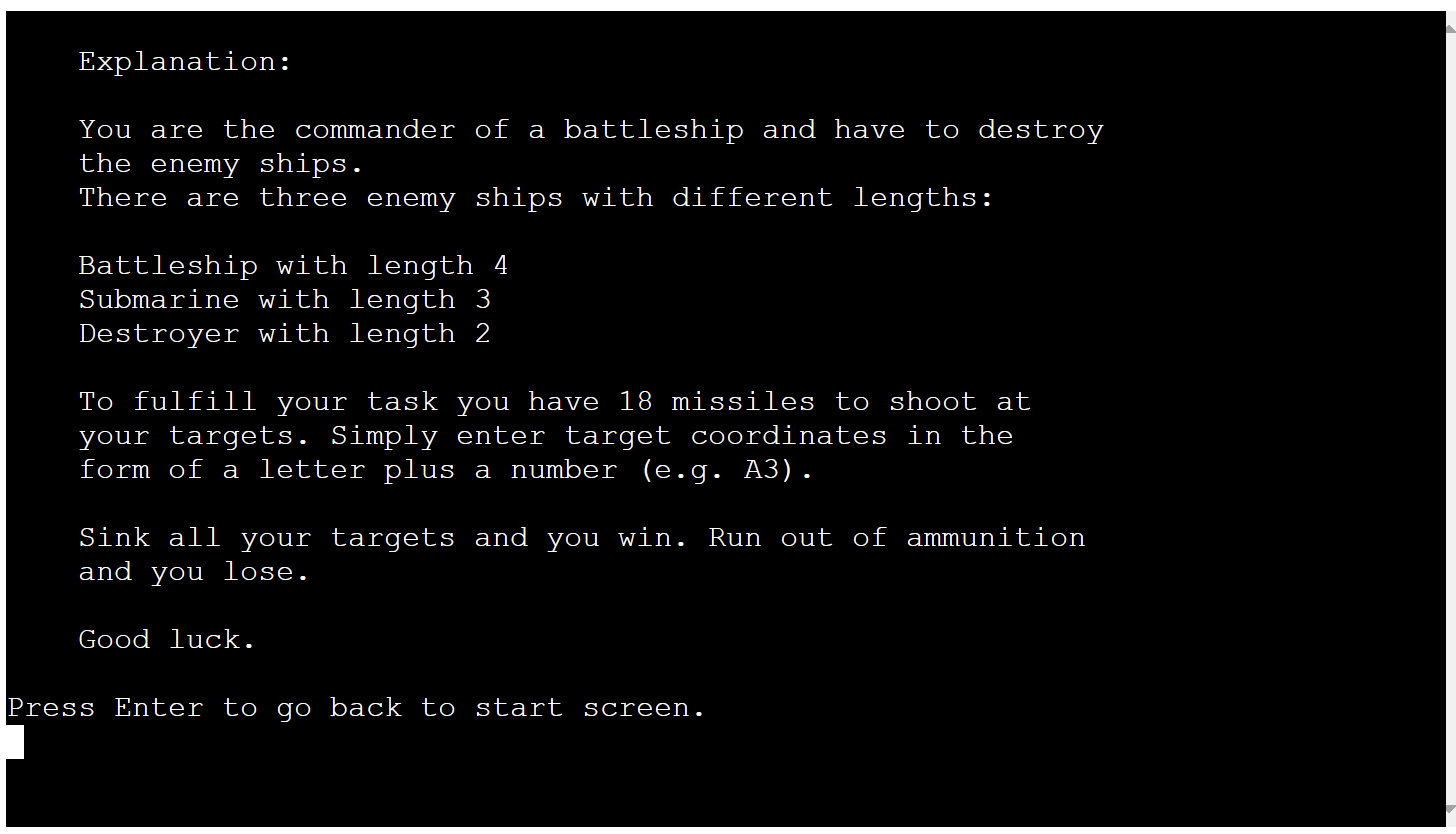 Explanation:
You are the commander of a battleship and have to destroy
the enemy ships.
There are three enemy ships with different lengths:
Battleship with length 4
Submarine with length 3
Destroyer with length 2
To fulfill your task you have 18 missiles to shoot at
your targets. Simply enter target coordinates in the
form of a letter plus a number (e.g. A3).
Sink all your targets and you win. Run out of ammunition
and you lose.
Good luck.
Press Enter to go back to start screen.